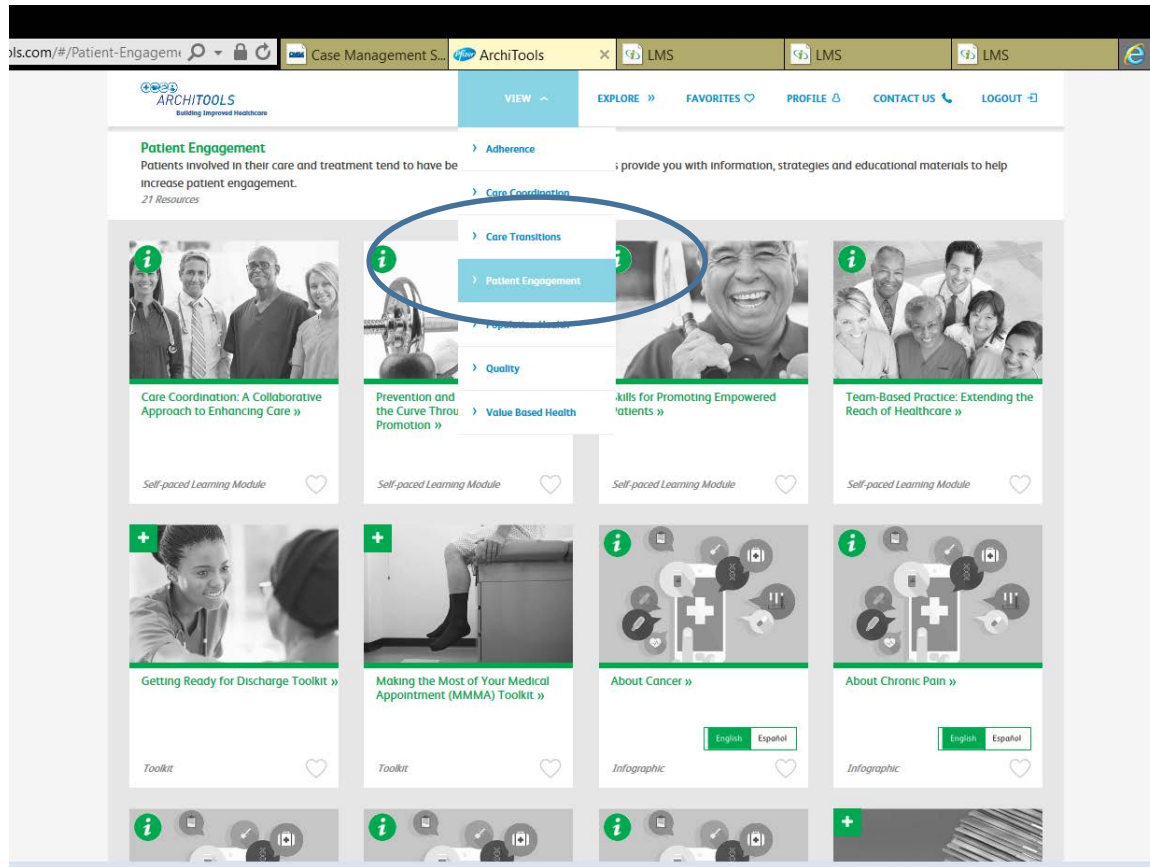 ols.com/#/Patient-Engageme
Case Management S...
ArchiTools
LMS
LMS
LMS
ARCHITOOLS
Building Improved Healthcare
VIEW
EXPLORE »
FAVORITES
PROFILE
CONTACT US
LOGOUT
Adherence
Care Coordination
Care Transitions
Patient Engagement
Population Health
Quality
Value Based Health
Patient Engagement
Patients involved in their care and treatment tend to have be s provide you with information, strategies and educational materials to help
increase patient engagement.
21 Resources
Care Coordination: A Collaborative
Approach to Enhancing Care »
Self-paced Learning Module
Prevention and
the Curve Throu
Promotion »
Self-paced Learning Module
Skills for Promoting Empowered
Patients »
Self-paced Learning Module
Team-Based Practice: Extending the
Reach of Healthcare »
Self-paced Learning Module
Getting Ready for Discharge Toolkit »
Toolkit
Making the Most of Your Medical
Appointment (MMMA) Toolkit »
Toolkit
About Cancer »
English Español
Infographic
About Chronic Pain »
English Español
Infographic